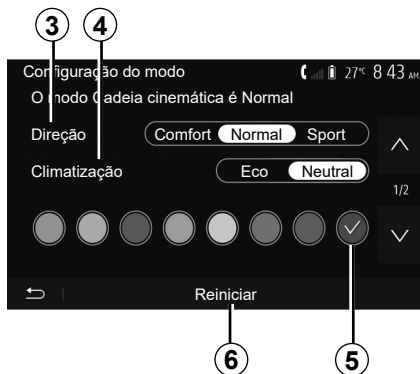 3 4
Configuração do modo 27°C 8 43 AM
O modo Cadeia cinemática é Normal
Direção Comfort Normal Sport
Climatização Eco Neutral
1/2
Reiniciar
6 5